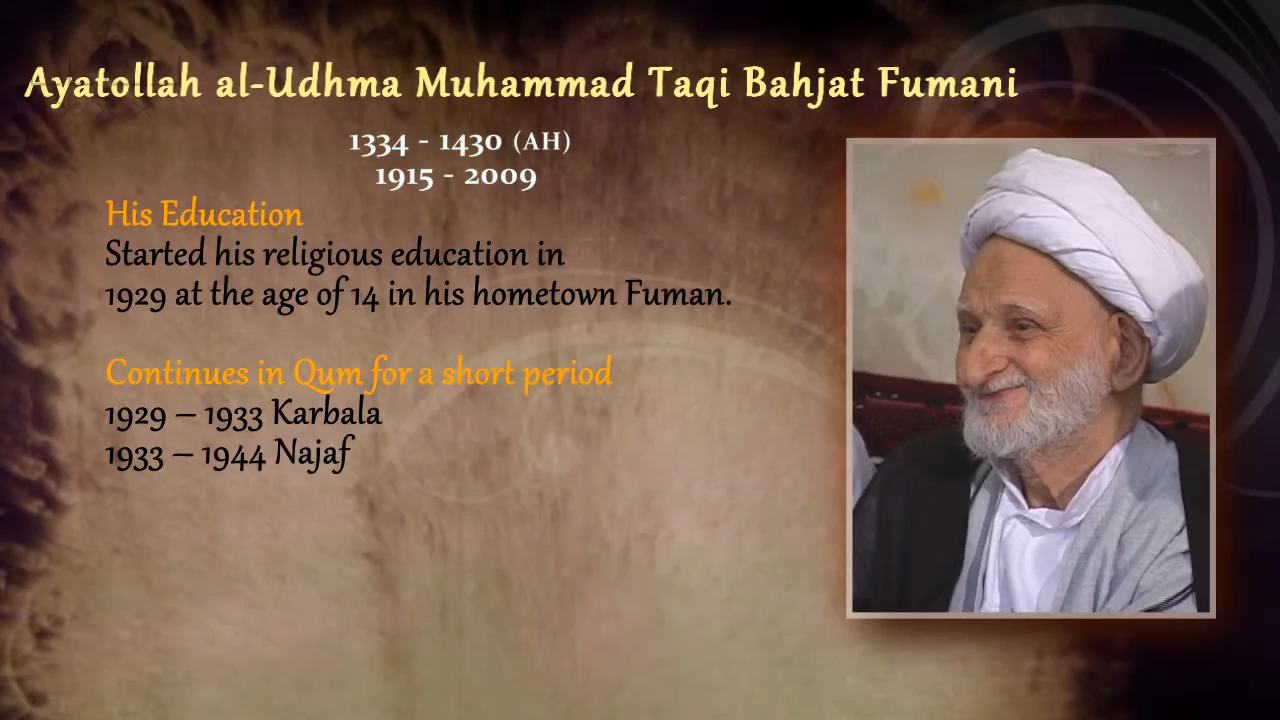 Ayatollah al-Udhma Muhammad Taqi Bahjat Fumani
1334 - 1430 (AH)
1915 - 2009
His Education
Started his religious education in
1929 at the age of 14 in his hometown Fuman.
Continues in Qum for a short period
1929 – 1933 Karbala
1933 – 1944 Najaf